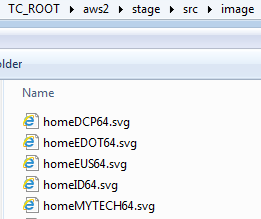 TC_ROOT ▸ aws2 ▸ stage ▸ src ▸ image
older
Name
homeDCP64.svg
homeEDOT64.svg
homeEUS64.svg
homeID64.svg
homeMYTECH64.svg